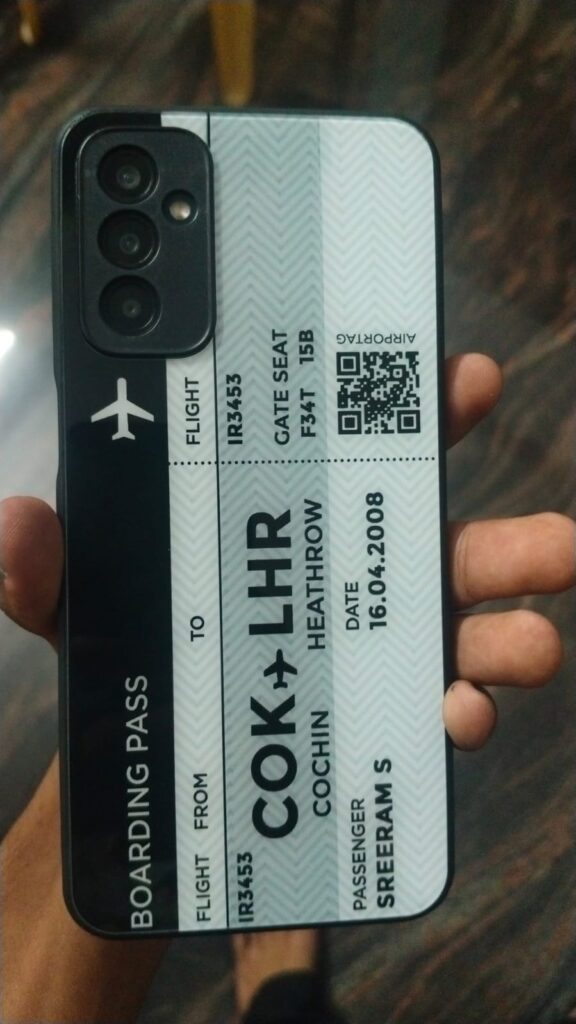 BOARDING PASS
FLIGHT FROM TO
IR3453
COK LHR
COCHIN HEATHROW
PASSENGER DATE
SREERAM S 16.04.2008
FLIGHT
IR3453
GATE SEAT
F34T 15B
AIRPORTAG